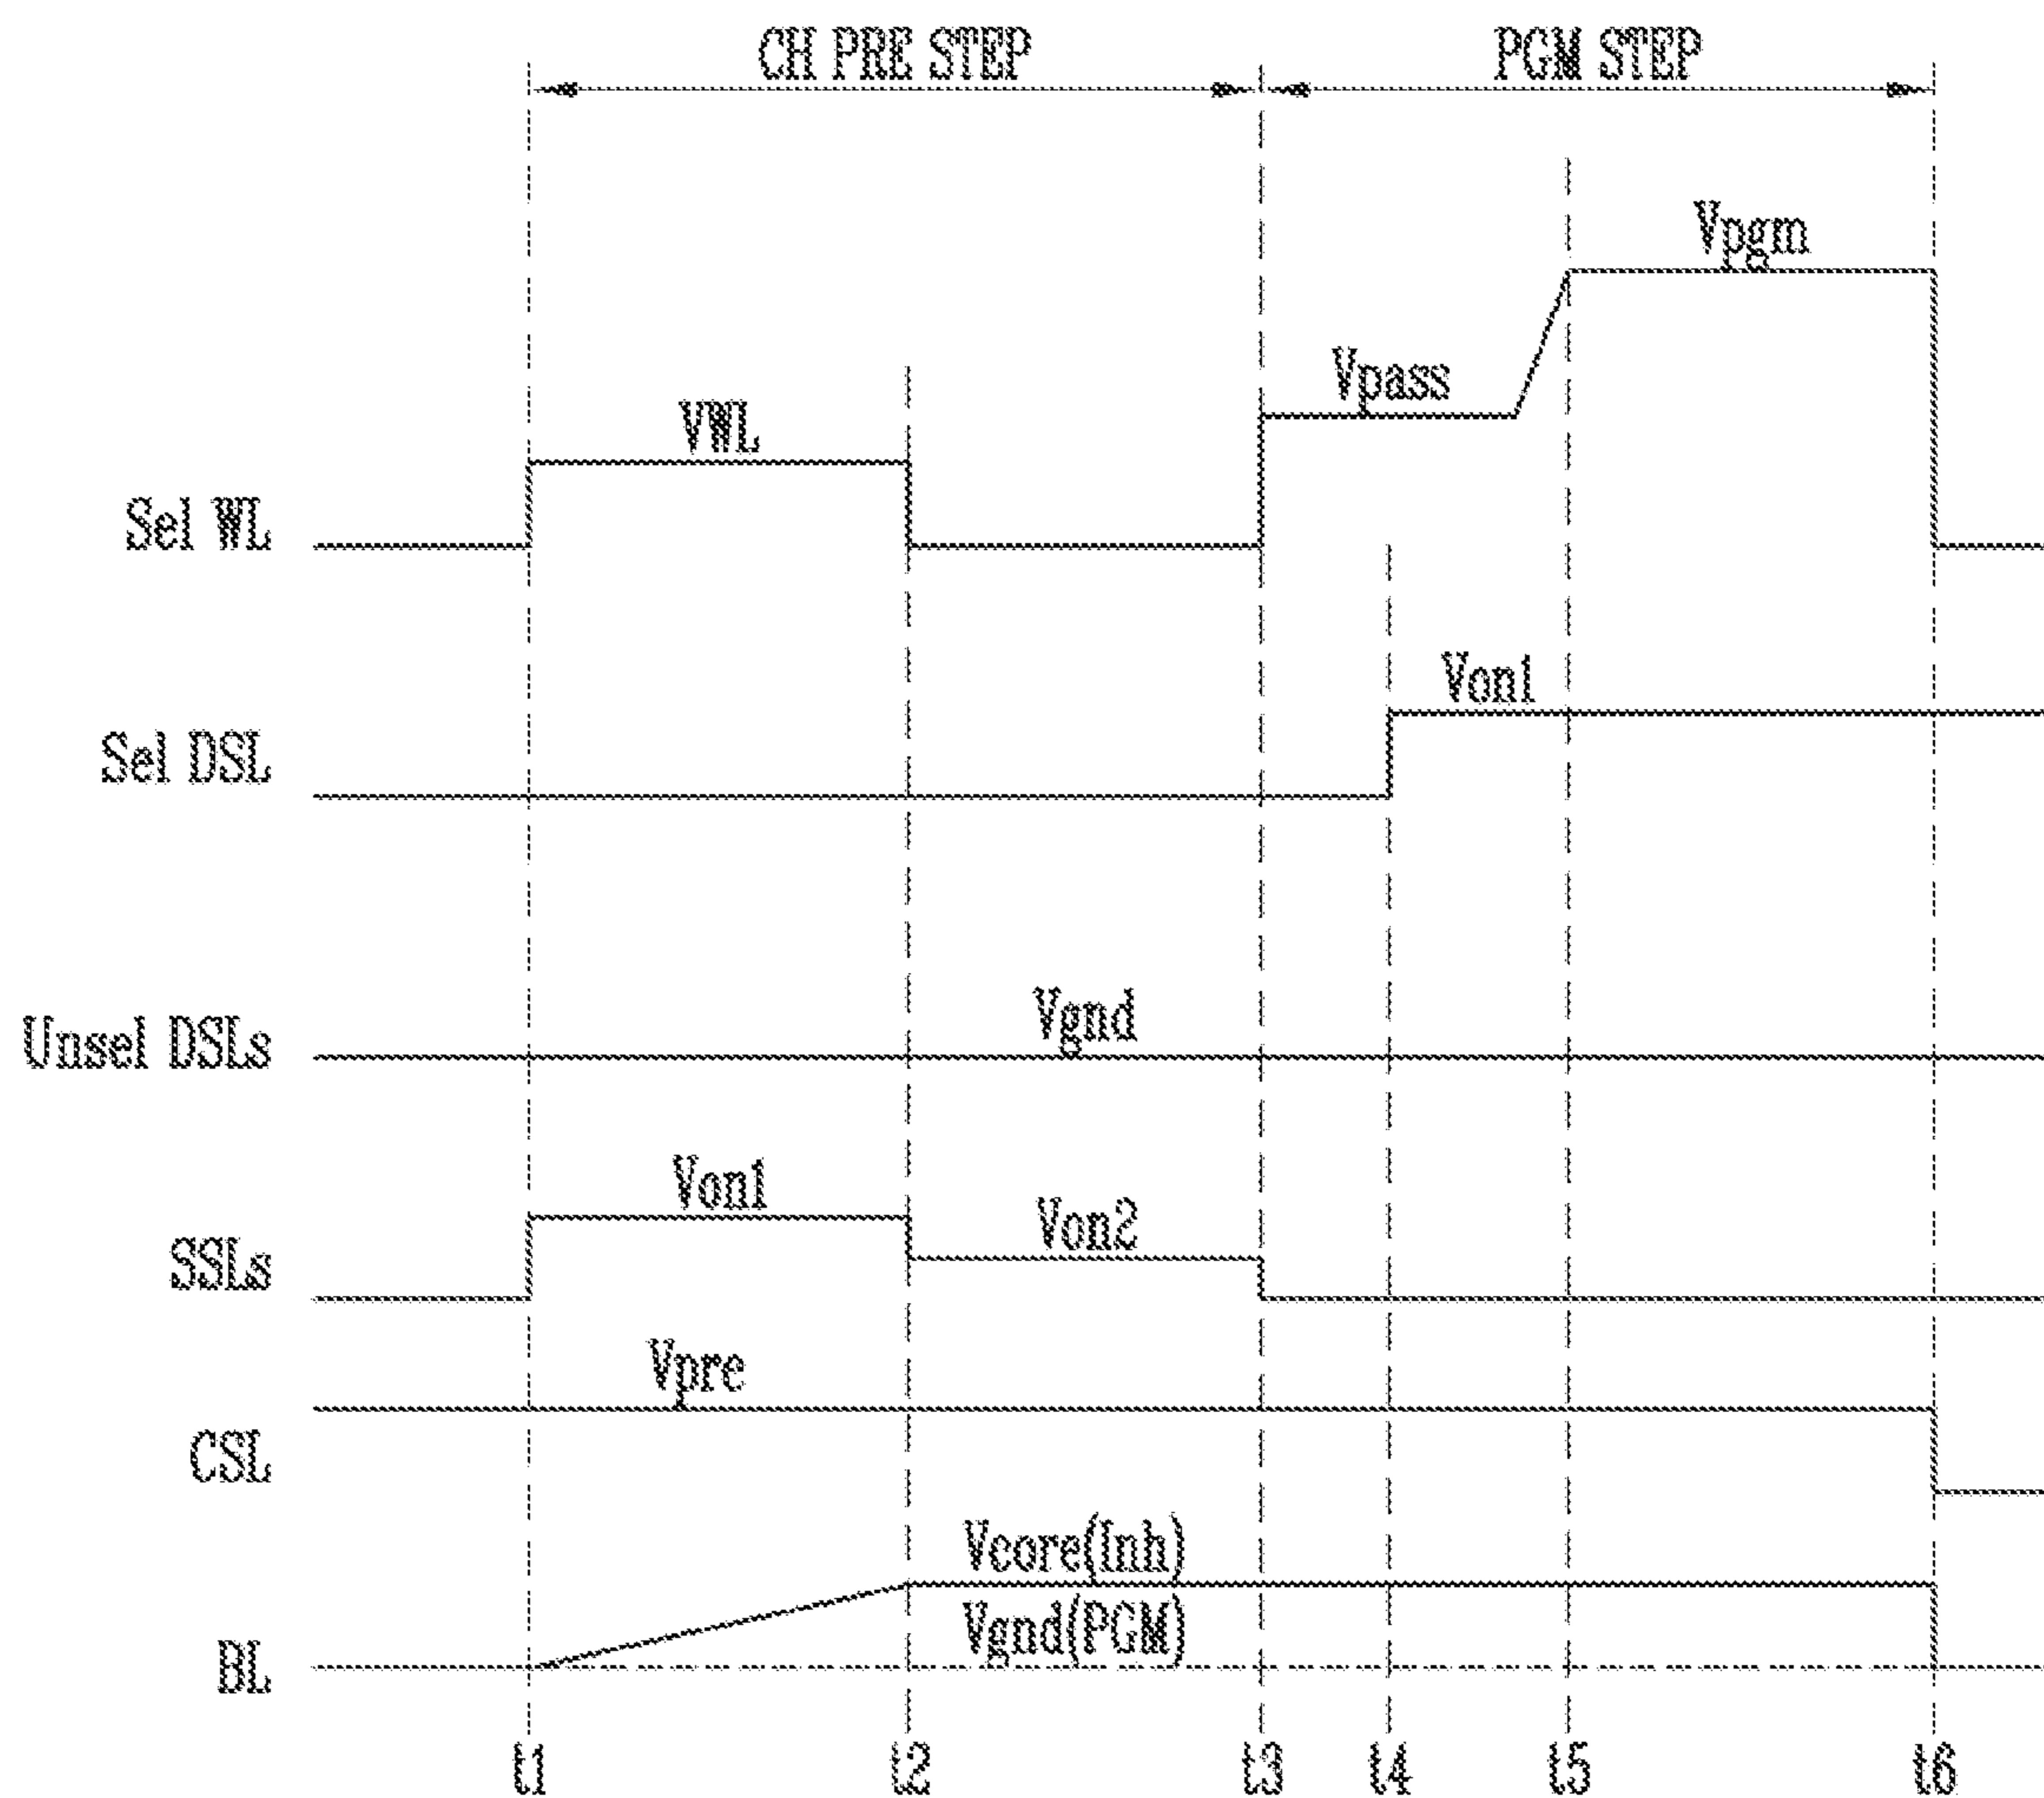 CH PRE STEP
PGM STEP
Vpgm
Vpass
VWL
Sel WL
Von1
Sel DSL
Vgnd
Unsel DSLs
Von1
Von2
SSLs
Vpre
CSL
Vcore(Inh)
Vgnd(PGM)
BL
t1 t2 t3 t4 t5 t6